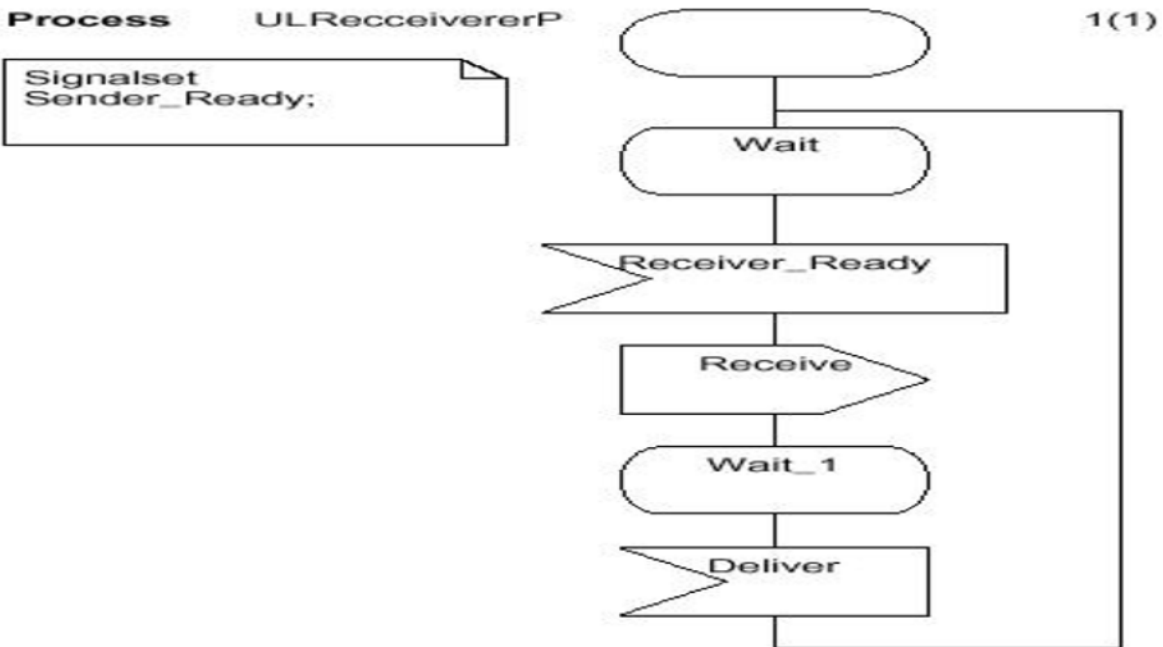 Process ULRecceivererP 1(1)
Signalset
Sender_Ready;
Wait
Receiver_Ready
Receive
Wait_1
Deliver